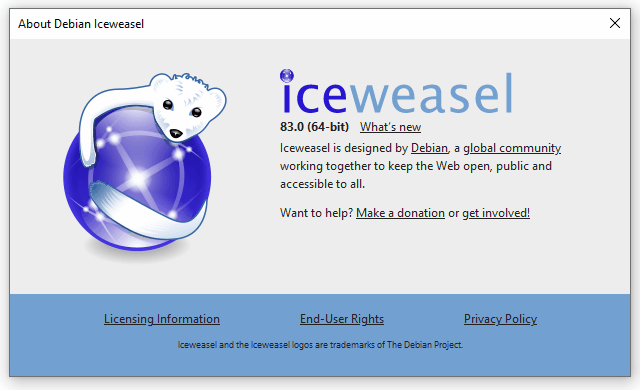 About Debian Iceweasel
iceweasel
83.0 (64-bit) What's new
Iceweasel is designed by Debian, a global community
working together to keep the Web open, public and
accessible to all.
Want to help? Make a donation or get involved!
Licensing Information End-User Rights Privacy Policy
Iceweasel and the Iceweasel logos are trademarks of The Debian Project.